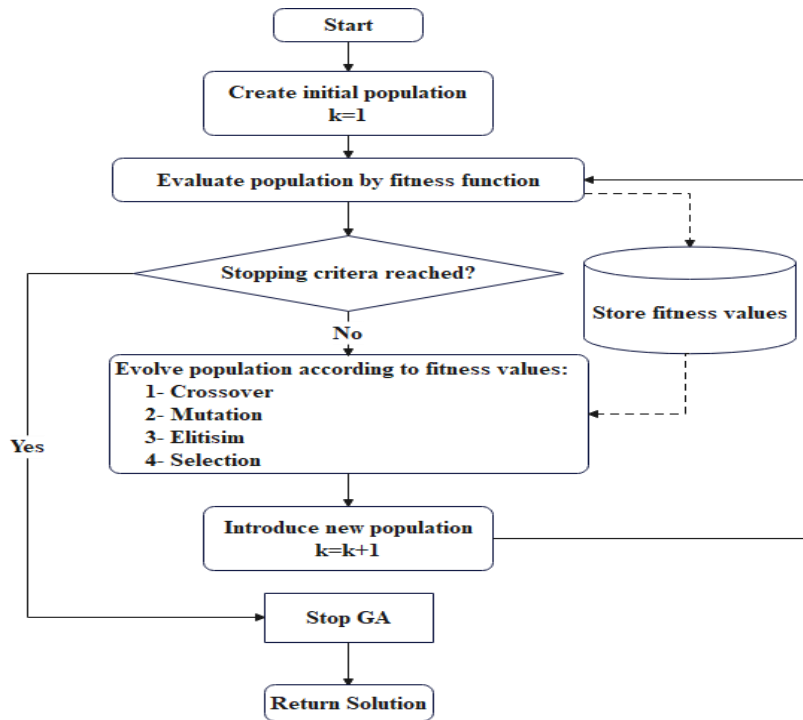 Start
Create initial population
k=1
Evaluate population by fitness function
Stopping critera reached?
Store fitness values
No
Evolve population according to fitness values:
1- Crossover
2- Mutation
3- Elitisim
4- Selection
Yes
Introduce new population
k=k+1
Stop GA
Return Solution